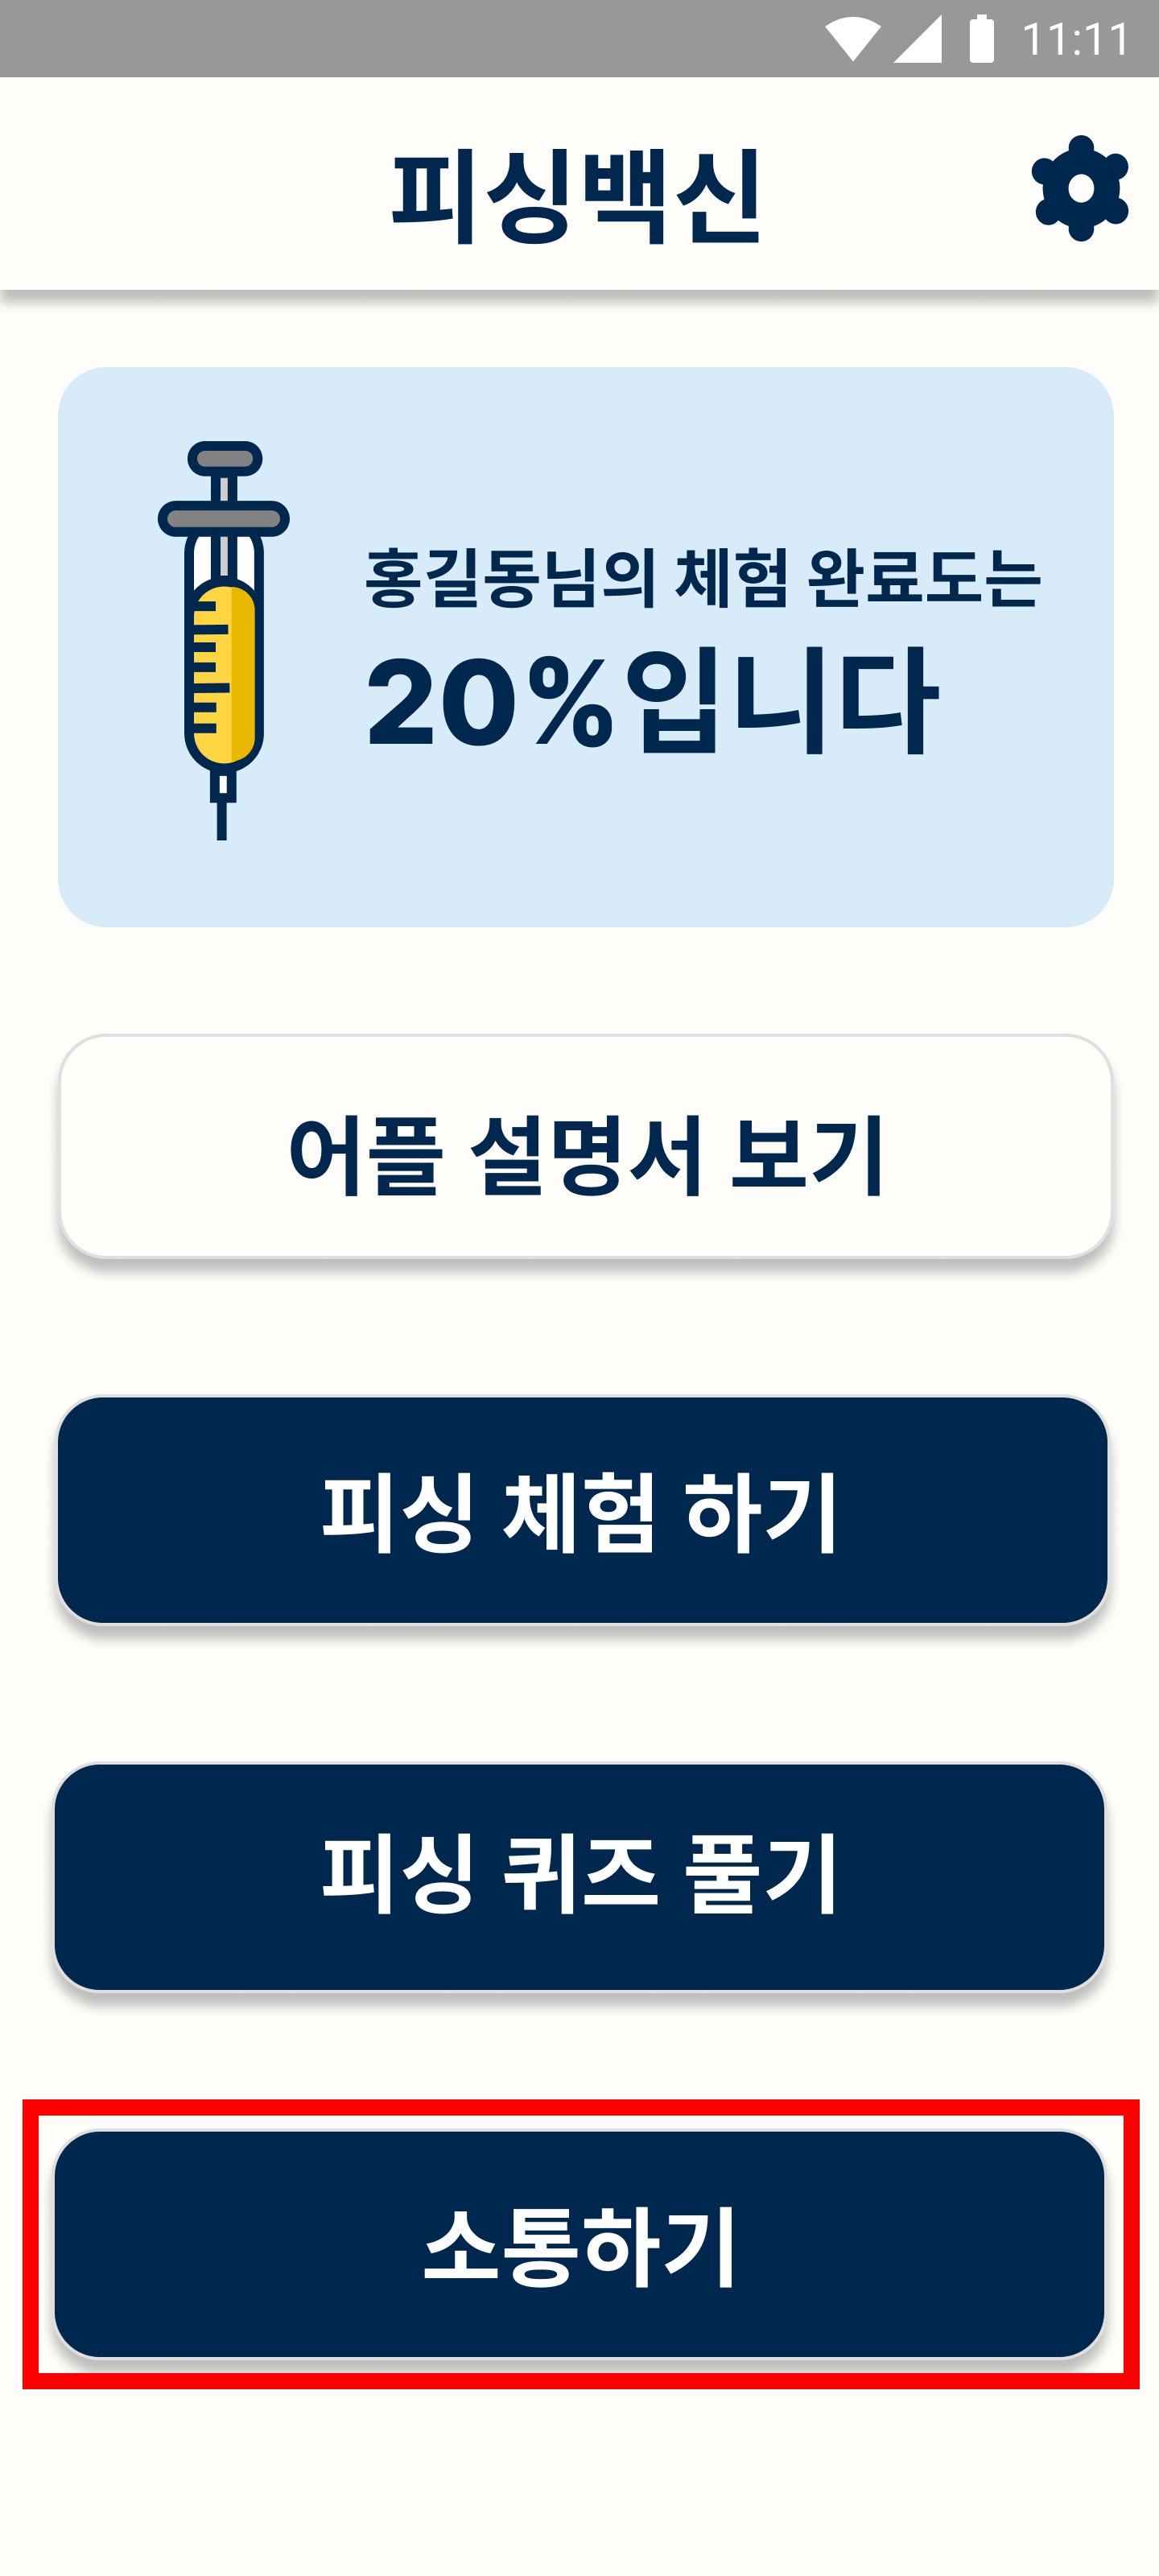 11:11
피싱백신
홍길동님의 체험 완료도는
20%입니다
어플 설명서 보기
피싱 체험 하기
피싱 퀴즈 풀기
소통하기